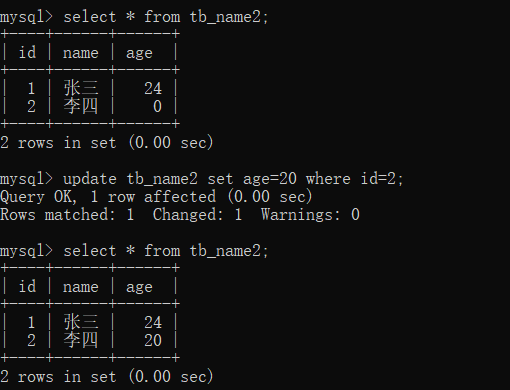 mysql> select * from tb_name2;
+----+------+------+
| id | name | age  |
+----+------+------+
|  1 | 张三 |   24 |
|  2 | 李四 |    0 |
+----+------+------+
2 rows in set (0.00 sec)
mysql> update tb_name2 set age=20 where id=2;
Query OK, 1 row affected (0.00 sec)
Rows matched: 1  Changed: 1  Warnings: 0
mysql> select * from tb_name2;
+----+------+------+
| id | name | age  |
+----+------+------+
|  1 | 张三 |   24 |
|  2 | 李四 |   20 |
+----+------+------+
2 rows in set (0.00 sec)